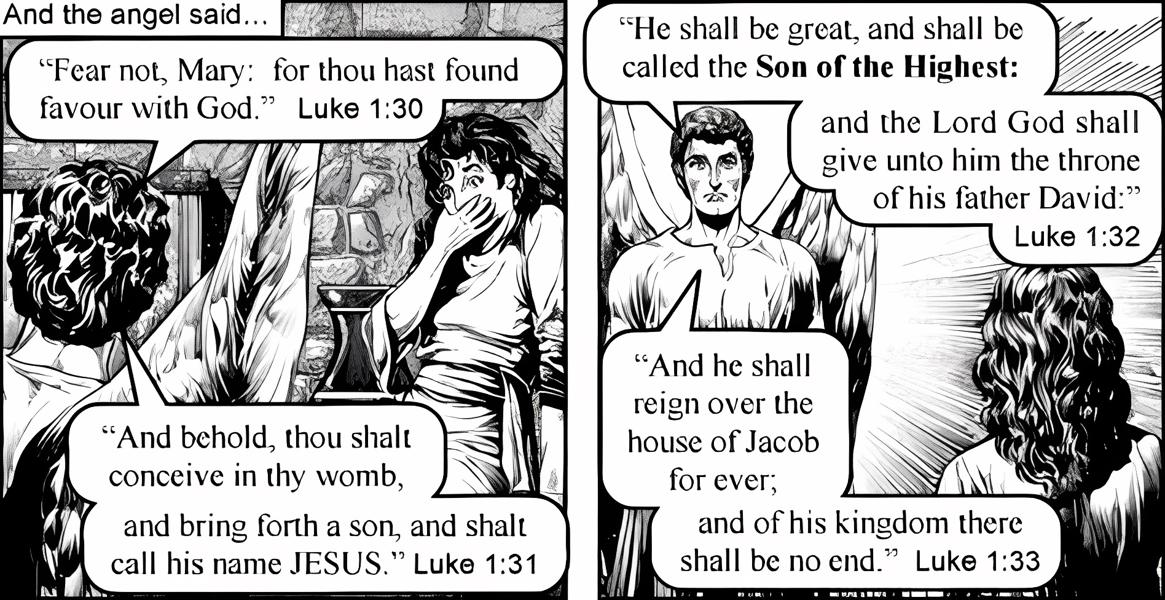 And the angel said...
“Fear not, Mary: for thou hast found
favour with God.” Luke 1:30
“And behold, thou shalt
conceive in thy womb,
and bring forth a son, and shalt
call his name JESUS.” Luke 1:31
“He shall be great, and shall be
called the Son of the Highest:
and the Lord God shall
give unto him the throne
of his father David:”
Luke 1:32
“And he shall
reign over the
house of Jacob
for ever;
and of his kingdom there
shall be no end.” Luke 1:33